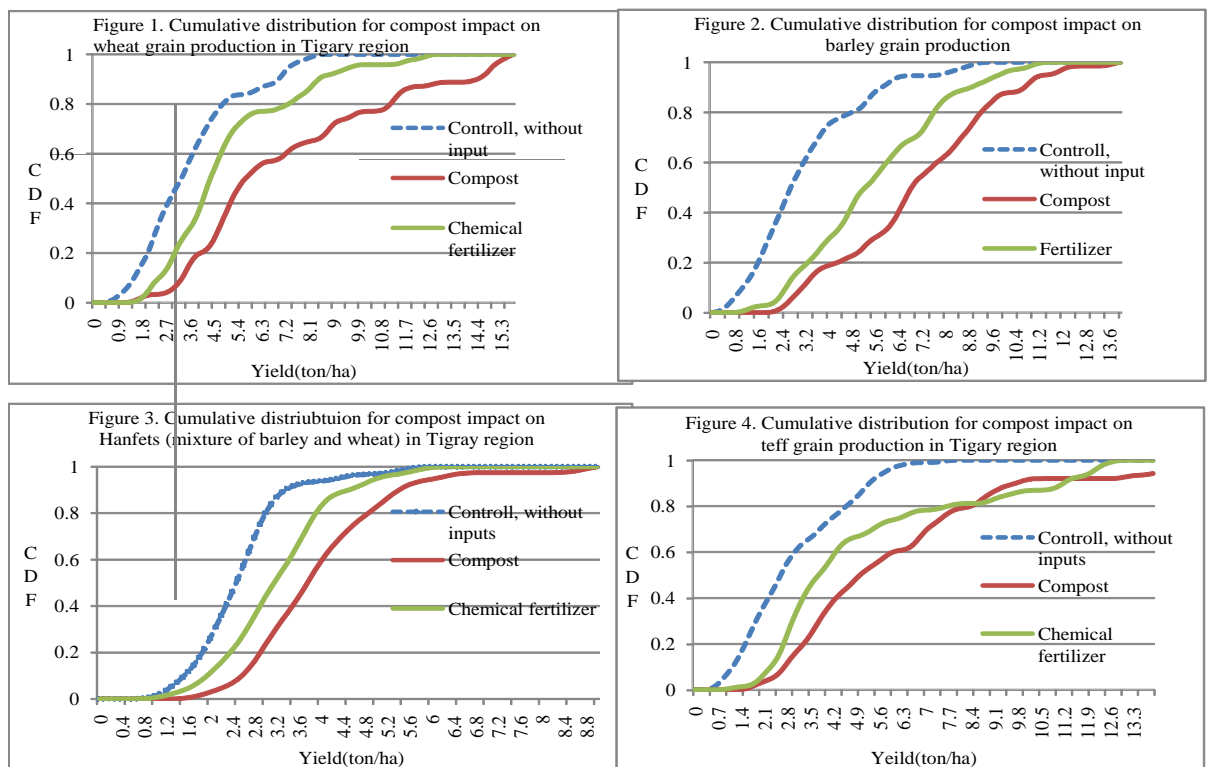 Figure 1. Cumulative distribution for compost impact on
wheat grain production in Tigary region
1
0.8
0.6
0.4
0.2
0
C
D
F
Controll, without
input
Compost
Chemical
fertilizer
0 0.9 1.8 2.7 3.6 4.5 5.4 6.3 7.2 8.1 9 9.9 10.8 11.7 12.6 13.5 14.4 15.3
Yield(ton/ha)
Figure 2. Cumulative distribution for compost impact on
barley grain production
1
0.8
0.6
0.4
0.2
0
C
D
F
Controll,
without input
Compost
Fertilizer
0 0.8 1.6 2.4 3.2 4 4.8 5.6 6.4 7.2 8 8.8 9.6 10.4 11.2 12 12.8 13.6
Yield(ton/ha)
Figure 3. Cumulative distriubtuion for compost impact on
Hanfets (mixture of barley and wheat) in Tigray region
1
0.8
0.6
0.4
0.2
0
C
D
F
Controll, without
inputs
Compost
Chemical fertilizer
0 0.4 0.8 1.2 1.6 2 2.4 2.8 3.2 3.6 4 4.4 4.8 5.2 5.6 6 6.4 6.8 7.2 7.6 8 8.4 8.8
Yield(ton/ha)
Figure 4. Cumulative distribution for compost impact on
teff grain production in Tigary region
1
0.8
0.6
0.4
0.2
0
C
D
F
Controll, without
inputs
Compost
Chemical
fertilizer
0 0.7 1.4 2.1 2.8 3.5 4.2 4.9 5.6 6.3 7 7.7 8.4 9.1 9.8 10.5 11.2 11.9 12.6 13.3
Yeild(ton/ha)